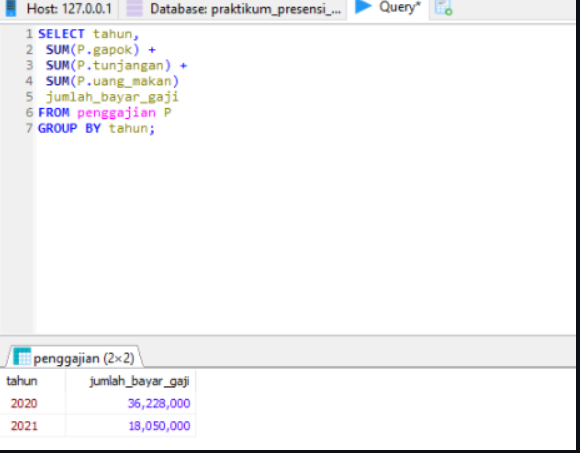 Host: 127.0.0.1 Database: praktikum_presensi_... Query*
1 SELECT tahun,
2 SUM(P.gapok) +
3 SUM(P.tunjangan) +
4 SUM(P.uang_makan)
5 jumlah_bayar_gaji
6 FROM penggajian P
7 GROUP BY tahun;
penggajian (2×2)
tahun jumlah_bayar_gaji
2020 36,228,000
2021 18,050,000